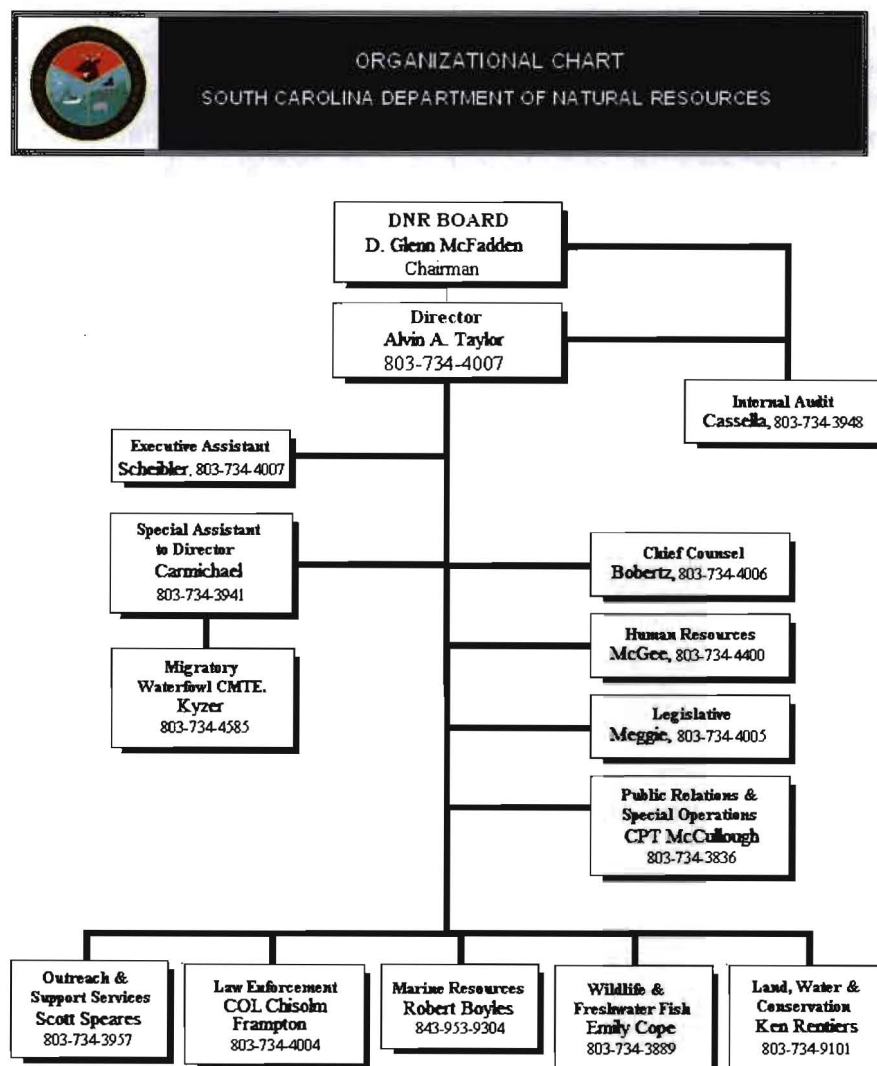 ORGANIZATIONAL CHART
SOUTH CAROLINA DEPARTMENT OF NATURAL RESOURCES
DNR BOARD
D. Glenn McFadden
Chairman
Director
Alvin A. Taylor
803-734-4007
Internal Audit
Cassella, 803-734-3948
Executive Assistant
Scheibler, 803-734-4007
Special Assistant
to Director
Carmichael
803-734-3941
Migratory
Waterfowl CMTE.
Kyzer
803-734-4585
Chief Counsel
Bobertz, 803-734-4006
Human Resources
McGee, 803-734-4400
Legislative
Meggie, 803-734-4005
Public Relations &
Special Operations
CPT McCullough
803-734-3836
Outreach &
Support Services
Scott Speares
803-734-3957
Law Enforcement
COL Chisolm
Frampton
803-734-4004
Marine Resources
Robert Boyles
843-953-9304
Wildlife &
Freshwater Fish
Emily Cope
803-734-3889
Land, Water &
Conservation
Ken Rentiers
803-734-9101